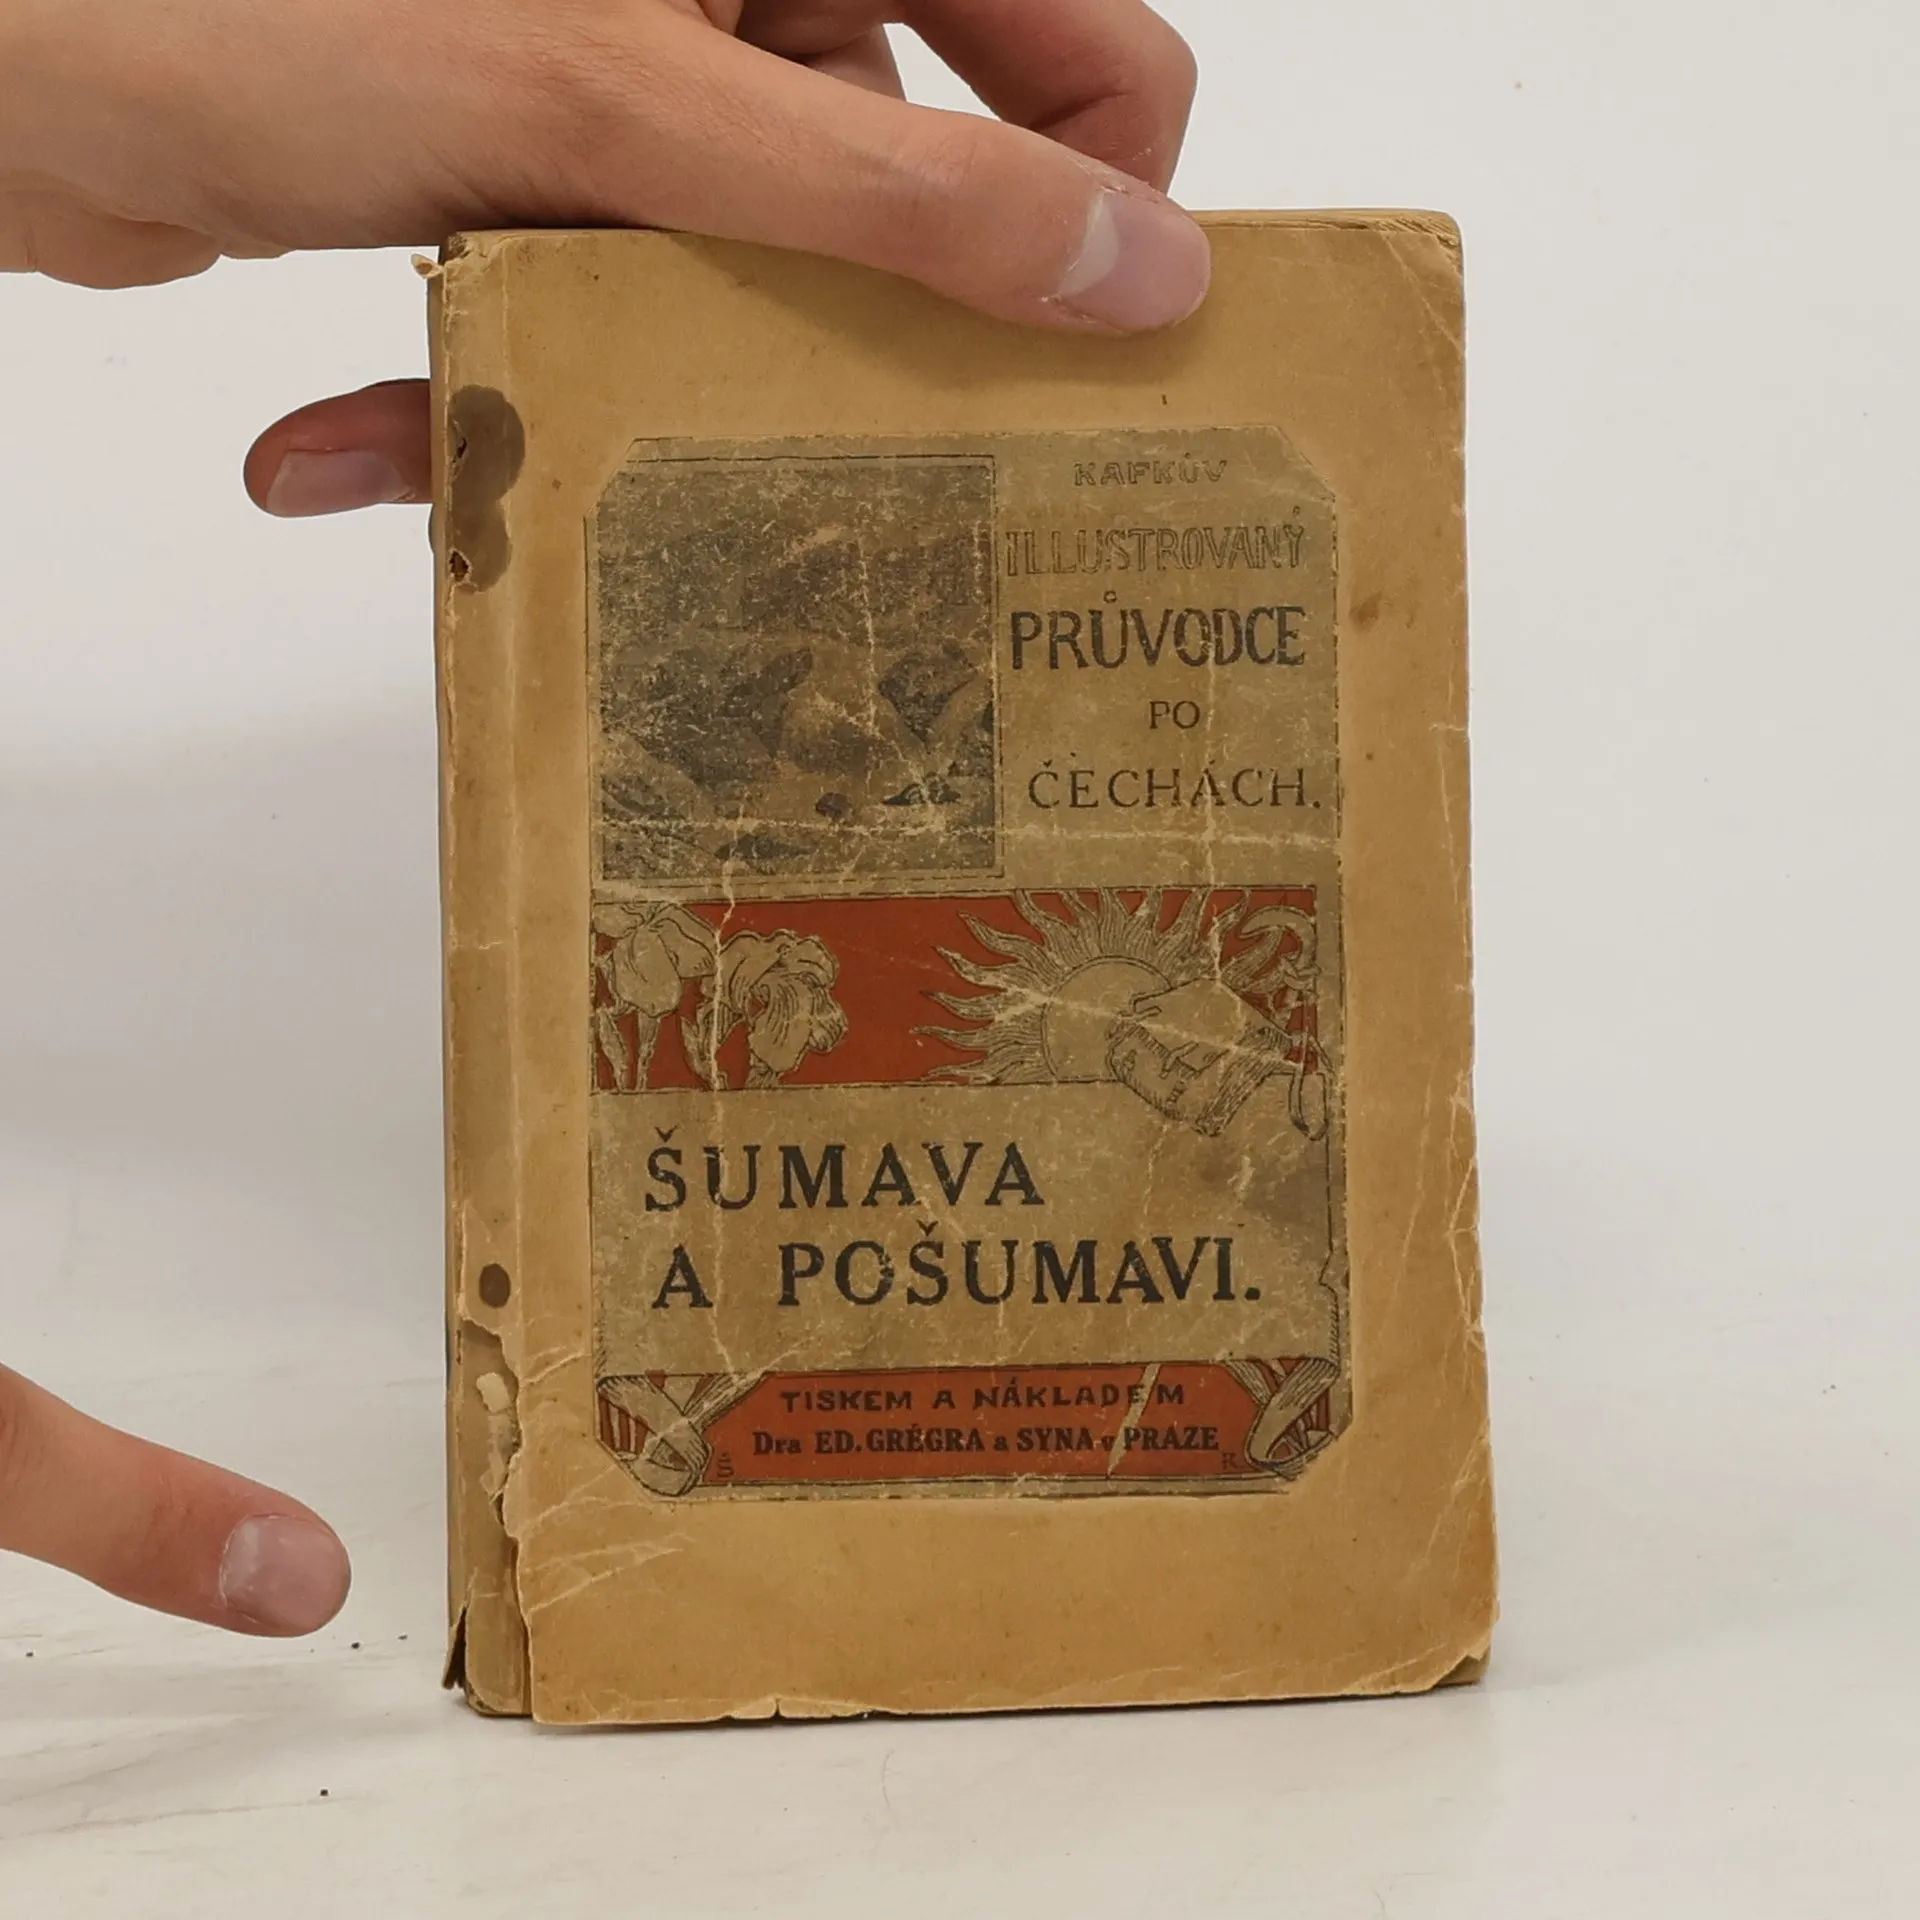 KAFKŮV
ILLUSTROVANÝ
PRŮVODCE
PO
ČECHÁCH.
ŠUMAVA
A POŠUMAVÍ.
TISKEM A NÁKLADEM
Dra ED. GRÉGRA a SYNA v PRAZE
Š
R